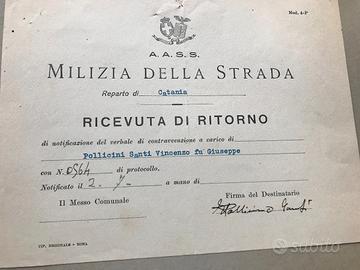 Mod. 4-P
A. A. S. S.
MILIZIA DELLA STRADA
Reparto di Catania
RICEVUTA DI RITORNO
di notificazione del verbale di contravvenzione a carico di
Pollicini Santi Vincenzo fu Giuseppe
con N. 0564 di protocollo.
Notificato il 2 a mano di
Il Messo Comunale
Firma del Destinatario
TIP. REGIONALE - ROMA
subito